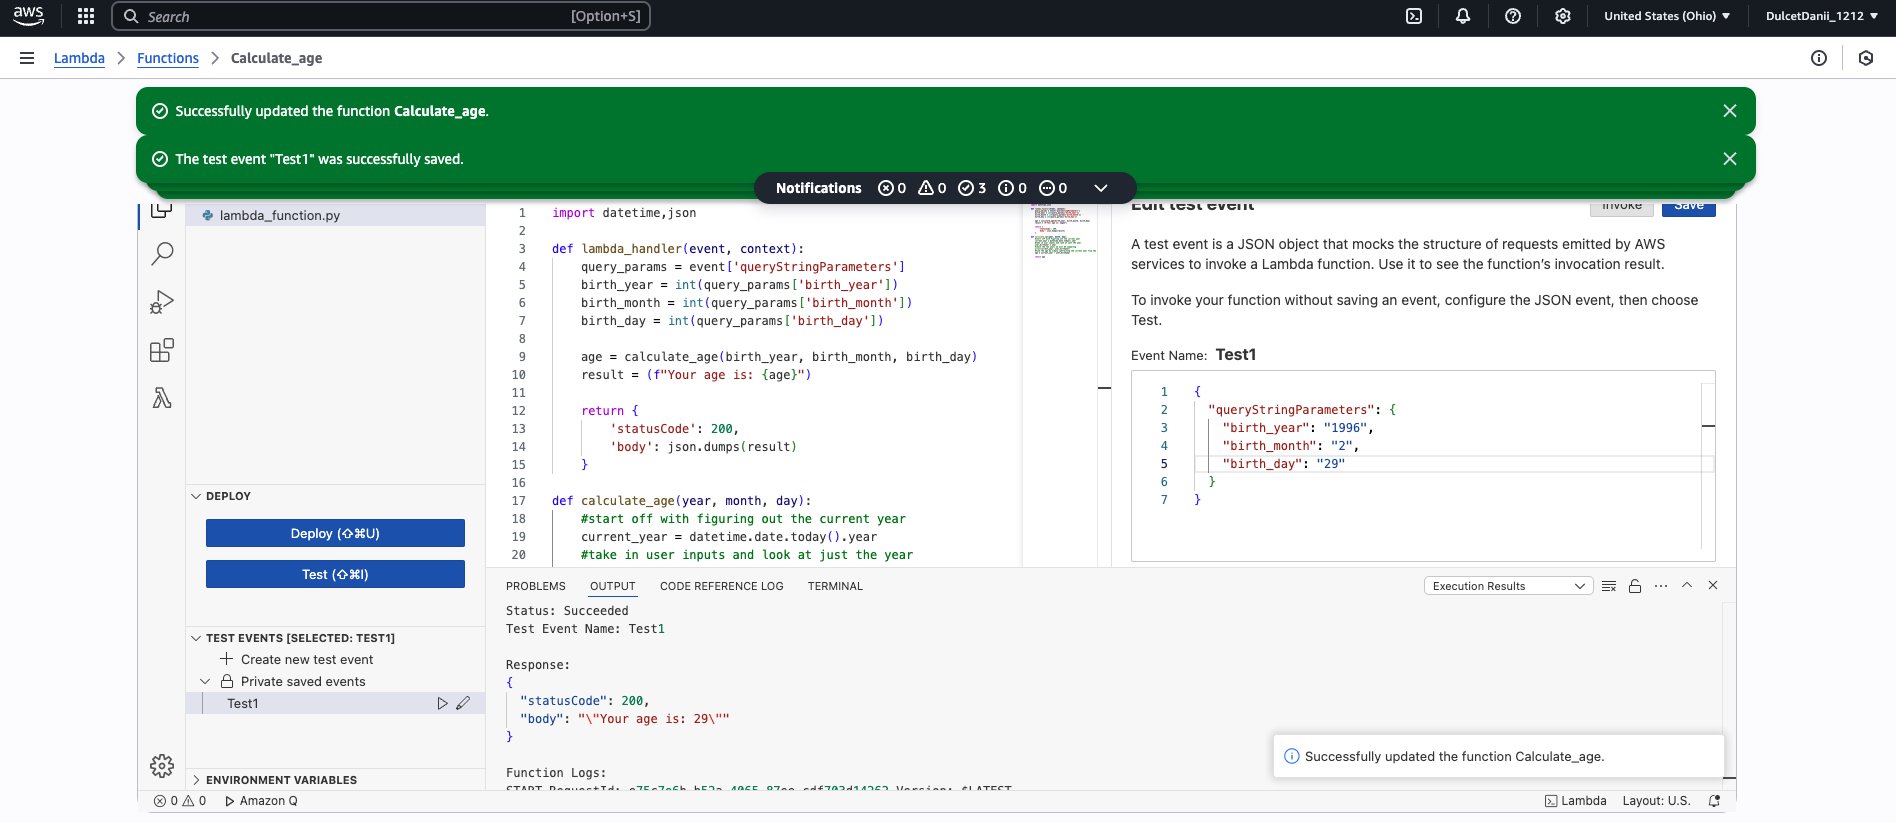 aws
Search [Option+S]
United States (Ohio)
DulcetDanii_1212
Lambda
Functions
Calculate_age
Successfully updated the function Calculate_age.
The test event "Test1" was successfully saved.
Notifications 0 0 3 0 0
lambda_function.py
1 import datetime,json
2
3 def lambda_handler(event, context):
4 query_params = event['queryStringParameters']
5 birth_year = int(query_params['birth_year'])
6 birth_month = int(query_params['birth_month'])
7 birth_day = int(query_params['birth_day'])
8
9 age = calculate_age(birth_year, birth_month, birth_day)
10 result = (f"Your age is: {age}")
11
12 return {
13 'statusCode': 200,
14 'body': json.dumps(result)
15 }
16
17 def calculate_age(year, month, day):
18 #start off with figuring out the current year
19 current_year = datetime.date.today().year
20 #take in user inputs and look at just the year
Edit test event
Invoke
Save
A test event is a JSON object that mocks the structure of requests emitted by AWS
services to invoke a Lambda function. Use it to see the function's invocation result.
To invoke your function without saving an event, configure the JSON event, then choose
Test.
Event Name: Test1
1 {
2 "queryStringParameters": {
3 "birth_year": "1996",
4 "birth_month": "2",
5 "birth_day": "29"
6 }
7 }
DEPLOY
Deploy (⇧⌘U)
Test (⇧⌘I)
TEST EVENTS [SELECTED: TEST1]
Create new test event
Private saved events
Test1
ENVIRONMENT VARIABLES
PROBLEMS OUTPUT CODE REFERENCE LOG TERMINAL
Execution Results
Status: Succeeded
Test Event Name: Test1
Response:
{
"statusCode": 200,
"body": "\"Your age is: 29\""
}
Function Logs:
START RequestId: Version: $LATEST
Successfully updated the function Calculate_age.
0 0 Amazon Q
Lambda Layout: U.S.